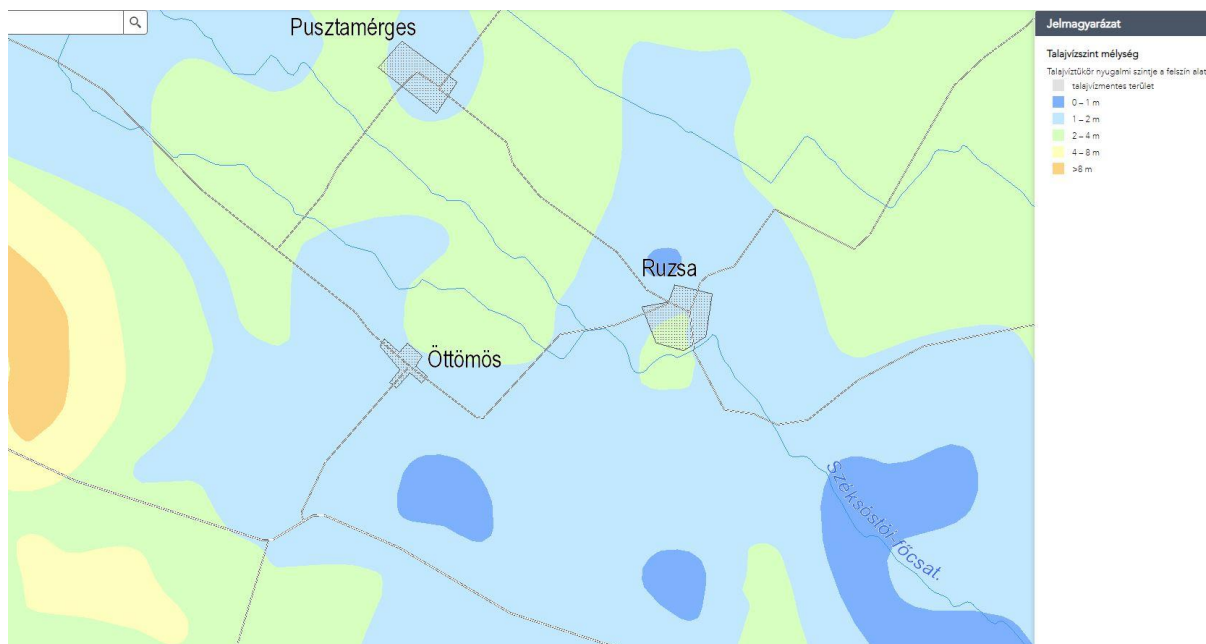 Pusztamérges
Ruzsa
Öttömös
Széksóstói-főcsat.
Jelmagyarázat
Talajvízszint mélység
Talajvíztükör nyugalmi szintje a felszín alat
talajvízmentes terület
0 – 1 m
1 – 2 m
2 – 4 m
4 – 8 m
>8 m